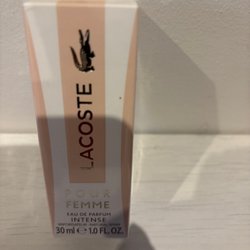 LACOSTE
POUR
FEMME
EAU DE PARFUM
INTENSE
30 ml e 1.0 FL. OZ.